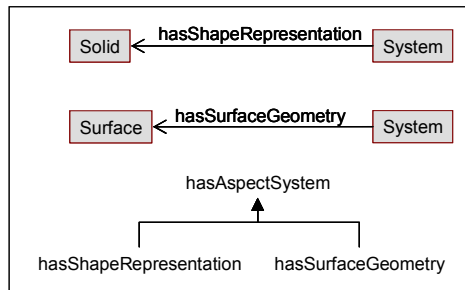 hasShapeRepresentation
Solid System
hasSurfaceGeometry
Surface System
hasAspectSystem
hasShapeRepresentation hasSurfaceGeometry